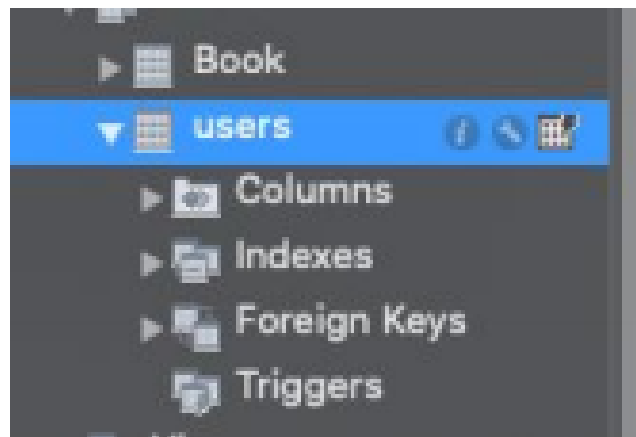 Book
users
Columns
Indexes
Foreign Keys
Triggers